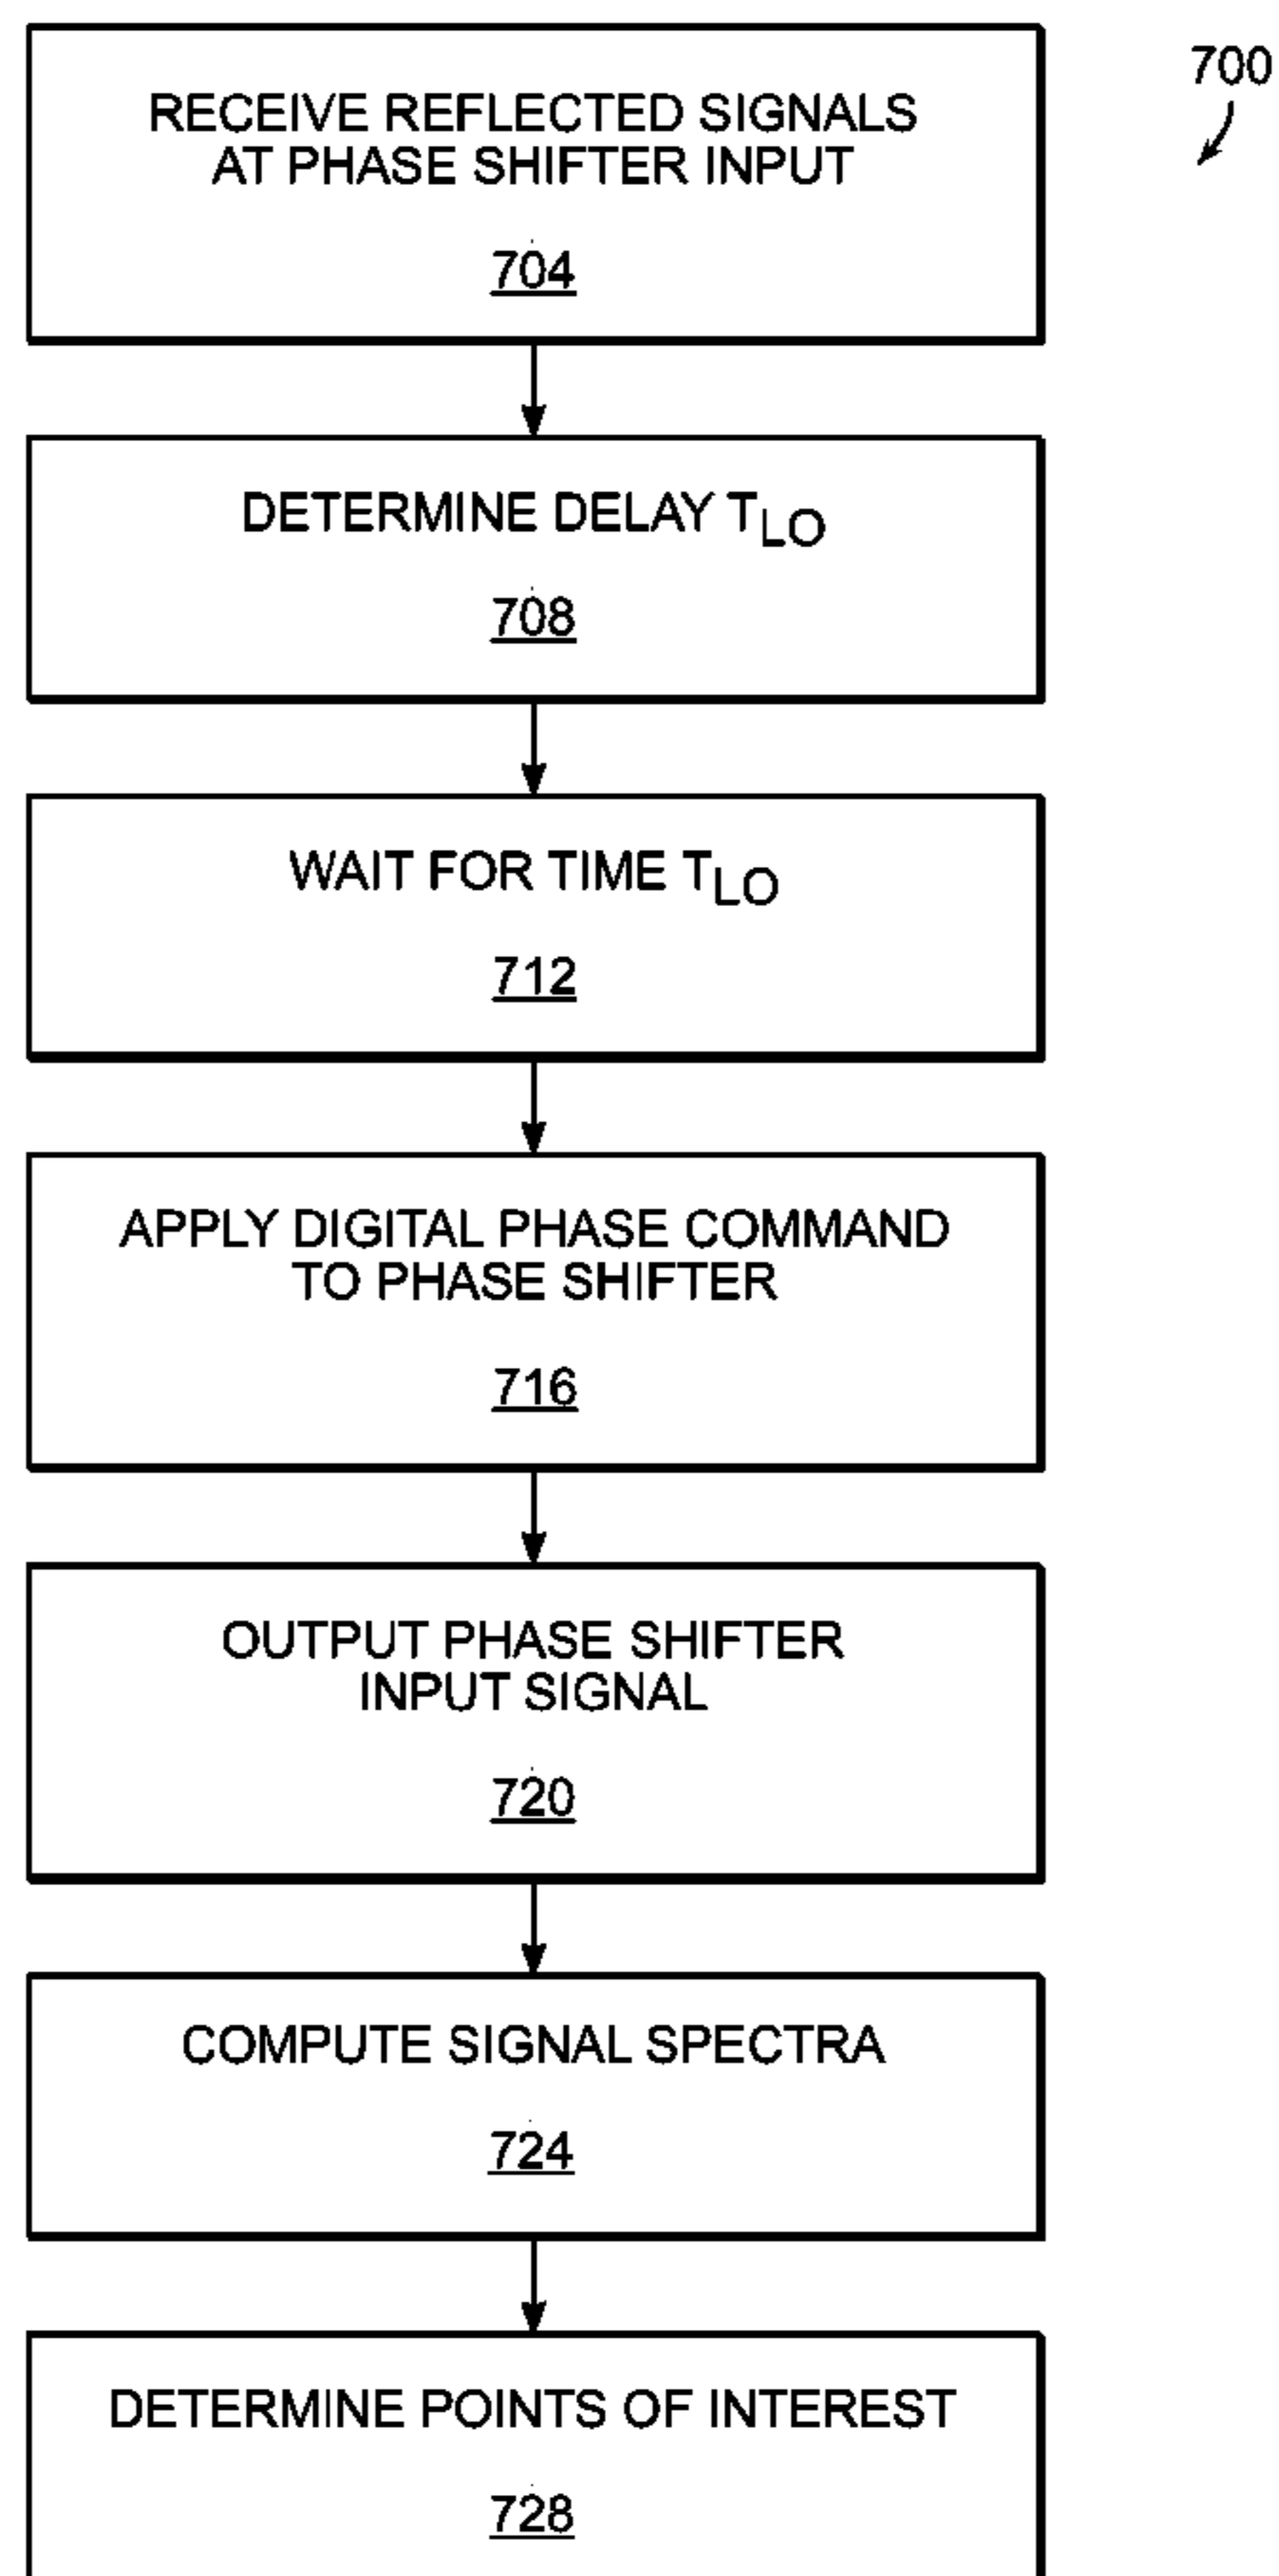 700
RECEIVE REFLECTED SIGNALS
AT PHASE SHIFTER INPUT
704
DETERMINE DELAY TLO
708
WAIT FOR TIME TLO
712
APPLY DIGITAL PHASE COMMAND
TO PHASE SHIFTER
716
OUTPUT PHASE SHIFTER
INPUT SIGNAL
720
COMPUTE SIGNAL SPECTRA
724
DETERMINE POINTS OF INTEREST
728